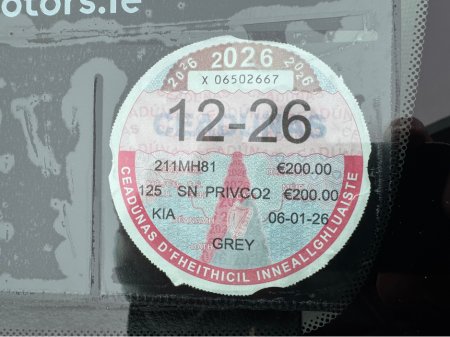 otors.ie
2026 2026 2026
X 06502667
12-26
211MH81 €200.00
125 SN PRIVCO2 €200.00
KIA 06-01-26
GREY
CEADÚNAS D'FHEITHICIL INNEALLGHLUAISTE